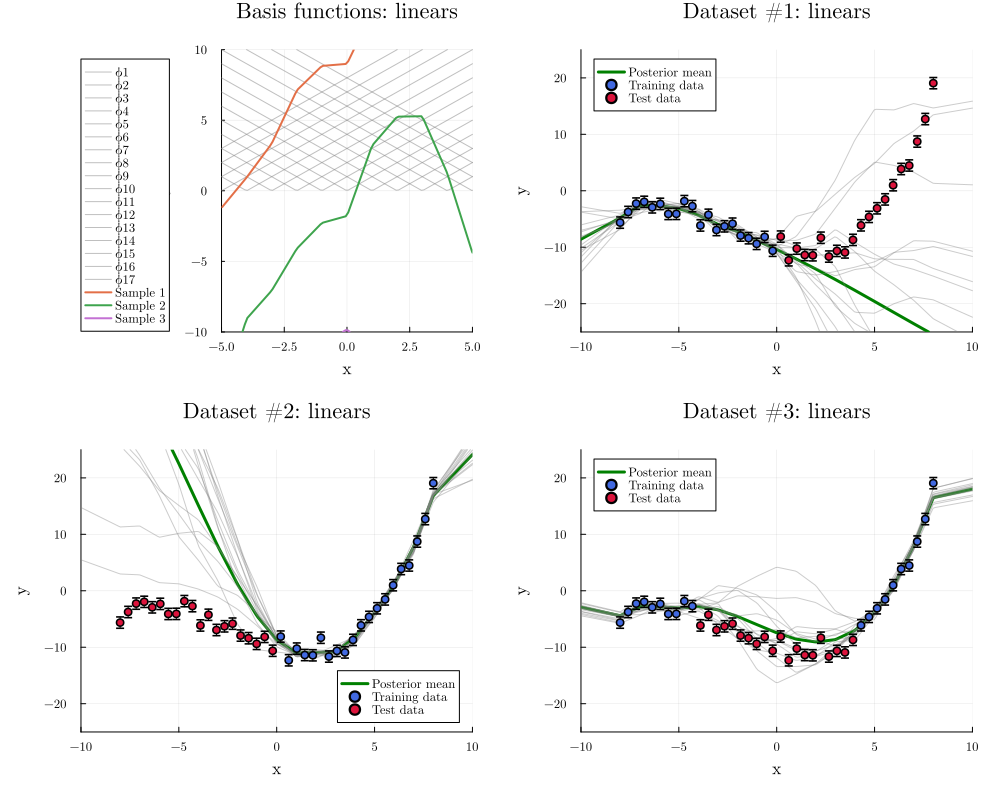 Basis functions: linears
ϕ1
ϕ2
ϕ3
ϕ4
ϕ5
ϕ6
ϕ7
ϕ8
ϕ9
ϕ10
ϕ11
ϕ12
ϕ13
ϕ14
ϕ15
ϕ16
ϕ17
Sample 1
Sample 2
Sample 3
10
5
0
−5
−10
−5.0 −2.5 0.0 2.5 5.0
x
Dataset #1: linears
Posterior mean
Training data
Test data
y
20
10
0
−10
−20
−10 −5 0 5 10
x
Dataset #2: linears
y
20
10
0
−10
−20
Posterior mean
Training data
Test data
−10 −5 0 5 10
x
Dataset #3: linears
Posterior mean
Training data
Test data
y
20
10
0
−10
−20
−10 −5 0 5 10
x